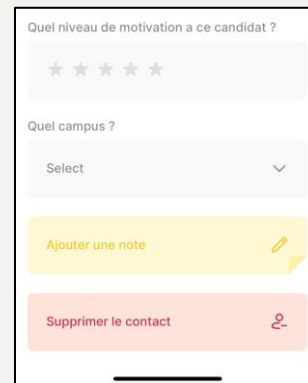 Quel niveau de motivation a ce candidat ?
Quel campus ?
Select
Ajouter une note
Supprimer le contact